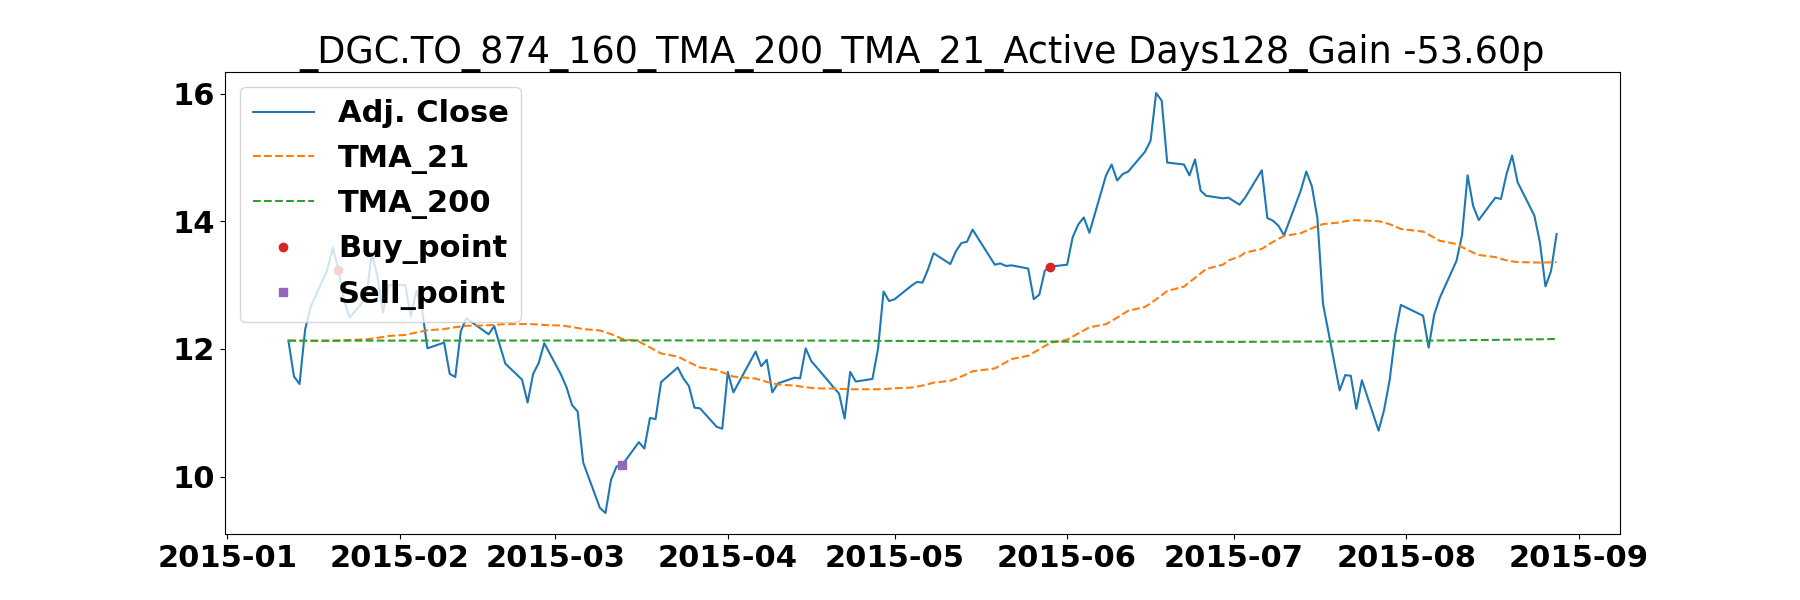 _DGC.TO_874_160_TMA_200_TMA_21_Active Days128_Gain -53.60p
16
14
12
10
Adj. Close
TMA_21
TMA_200
Buy_point
Sell_point
2015-01 2015-02 2015-03 2015-04 2015-05 2015-06 2015-07 2015-08 2015-09